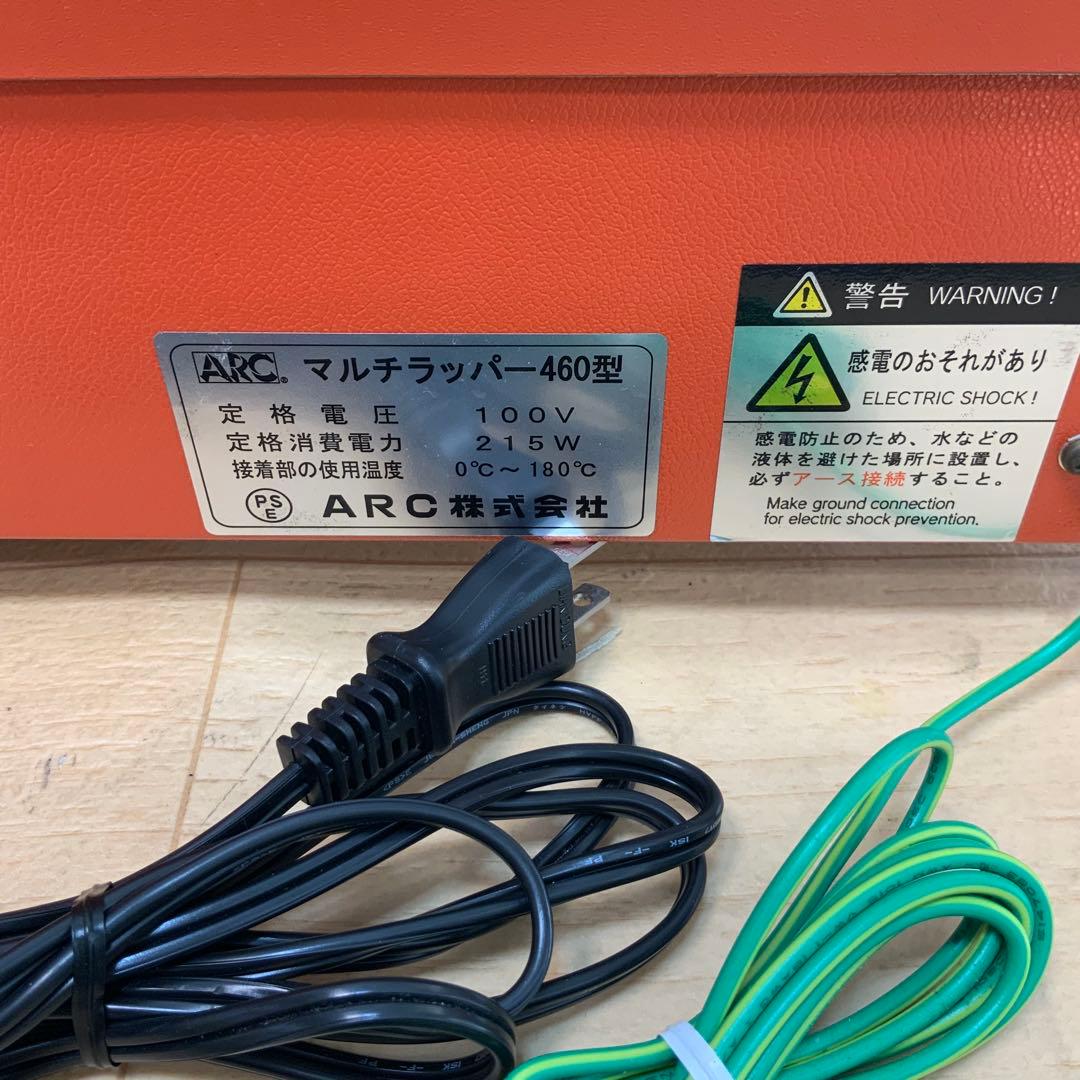 ARC® マルチラッパー460型
定格電圧 100V
定格消費電力 215W
接着部の使用温度 0℃～180℃
PS
E
ARC株式会社
警告 WARNING!
感電のおそれがあり
ELECTRIC SHOCK!
感電防止のため、水などの
液体を避けた場所に設置し、
必ずアース接続すること。
Make ground connection
for electric shock prevention.